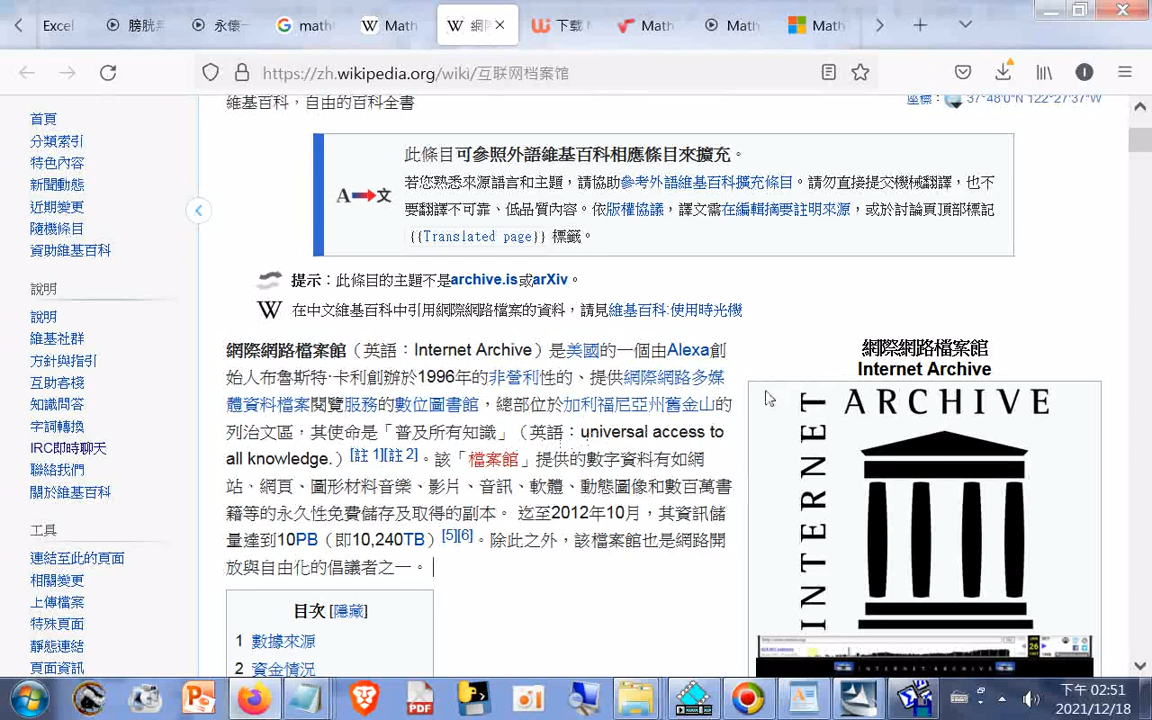 Excel
膀胱
永懷一
math
Math
網際
下載
Math
Math
Math
https://zh.wikipedia.org/wiki/互联网档案馆
維基百科，自由的百科全書
座標：37°48′0″N 122°27′37″W
首頁
分類索引
特色內容
新聞動態
近期變更
隨機條目
資助維基百科
說明
說明
維基社群
方針與指引
互助客棧
知識問答
字詞轉換
IRC即時聊天
聯絡我們
關於維基百科
工具
連結至此的頁面
相關變更
上傳檔案
特殊頁面
靜態連結
頁面資訊
A 文
此條目可參照外語維基百科相應條目來擴充。
若您熟悉來源語言和主題，請協助參考外語維基百科擴充條目。請勿直接提交機械翻譯，也不
要翻譯不可靠、低品質內容。依版權協議，譯文需在編輯摘要註明來源，或於討論頁頂部標記
{{Translated page}} 標籤。
提示：此條目的主題不是archive.is或arXiv。
W 在中文維基百科中引用網際網路檔案的資料，請見維基百科:使用時光機
網際網路檔案館（英語：Internet Archive）是美國的一個由Alexa創
始人布魯斯特·卡利創辦於1996年的非營利性的、提供網際網路多媒
體資料檔案閱覽服務的數位圖書館，總部位於加利福尼亞州舊金山的
列治文區，其使命是「普及所有知識」（英語：universal access to
all knowledge.）[註 1][註 2]。該「檔案館」提供的數字資料有如網
站、網頁、圖形材料音樂、影片、音訊、軟體、動態圖像和數百萬書
籍等的永久性免費儲存及取得的副本。 迄至2012年10月，其資訊儲
量達到10PB（即10,240TB）[5][6]。除此之外，該檔案館也是網路開
放與自由化的倡議者之一。
目次 [隱藏]
1 數據來源
2 資金情況
網際網路檔案館
Internet Archive
INTERNET
ARCHIVE
26
INTERNET ARCHIVE
下午 02:51
2021/12/18